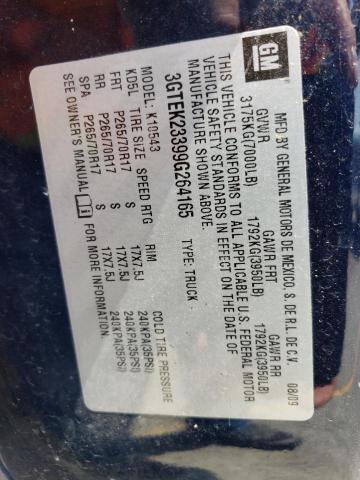 GM
MFD BY GENERAL MOTORS DE MEXICO, S. DE R.L. DE C.V. 08/09
GVWR GAWR FRT GAWR RR
3175KG(7000LB) 1792KG(3950LB) 1792KG(3950LB)
THIS VEHICLE CONFORMS TO ALL APPLICABLE U.S. FEDERAL MOTOR
VEHICLE SAFETY STANDARDS IN EFFECT ON THE DATE OF
MANUFACTURE SHOWN ABOVE.
3GTEK23399G264165 TYPE: TRUCK
MODEL: K10543
KD5L TIRE SIZE SPEED RTG RIM COLD TIRE PRESSURE
FRT P265/70R17 S 17X7.5J 240KPA(35PSI)
RR P265/70R17 S 17X7.5J 240KPA(35PSI)
SPA P265/70R17 S 17X7.5J 240KPA(35PSI)
SEE OWNER'S MANUAL i FOR MORE INFORMATION.